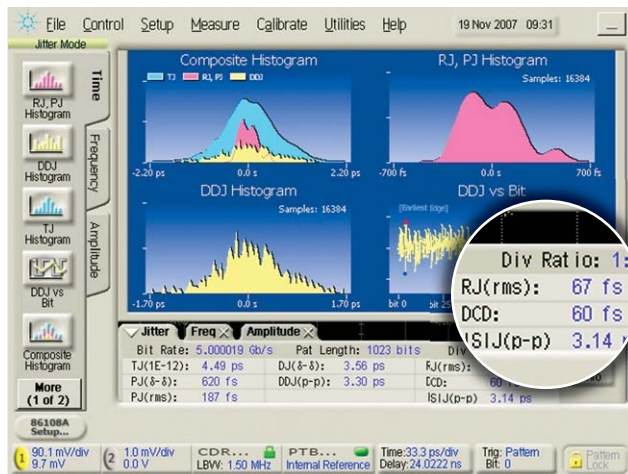 File Control Setup Measure Calibrate Utilities Help 19 Nov 2007 09:31
Jitter Mode
RJ, PJ
Histogram
DDJ
Histogram
TJ
Histogram
DDJ vs
Bit
Composite
Histogram
More
(1 of 2)
86108A
Setup...
Time
Frequency
Amplitude
Composite Histogram
TJ RJ, PJ DDJ
-2.20 ps 0.0 s 2.20 ps
RJ, PJ Histogram
Samples: 16384
-700 fs 0.0 s 700 fs
DDJ Histogram
Samples: 16384
-1.70 ps 0.0 s 1.70 ps
DDJ vs Bit
[Earliest Edge]
bit 0 bit
Div Ratio: 1:
RJ(rms): 67 fs
DCD: 60 fs
ISIJ(p-p) 3.14
Jitter Freq Amplitude
Bit Rate: 5.000019 Gb/s Pat Length: 1023 bits Div
TJ(1E-12): 4.49 ps DJ(δ-δ): 3.56 ps RJ(rms):
PJ(δ-δ): 620 fs DDJ(p-p): 3.30 ps DCD: 60
PJ(rms): 187 fs ISIJ(p-p) 3.14 ps
1 90.1 mV/div
9.7 mV
2 1.0 mV/div
0.0 V
CDR...
LBW: 1.50 MHz
PTB...
Internal Reference
Time:33.3 ps/div
Delay:24.0222 ns
Trig: Pattern
Bit: 0
Pattern
Lock